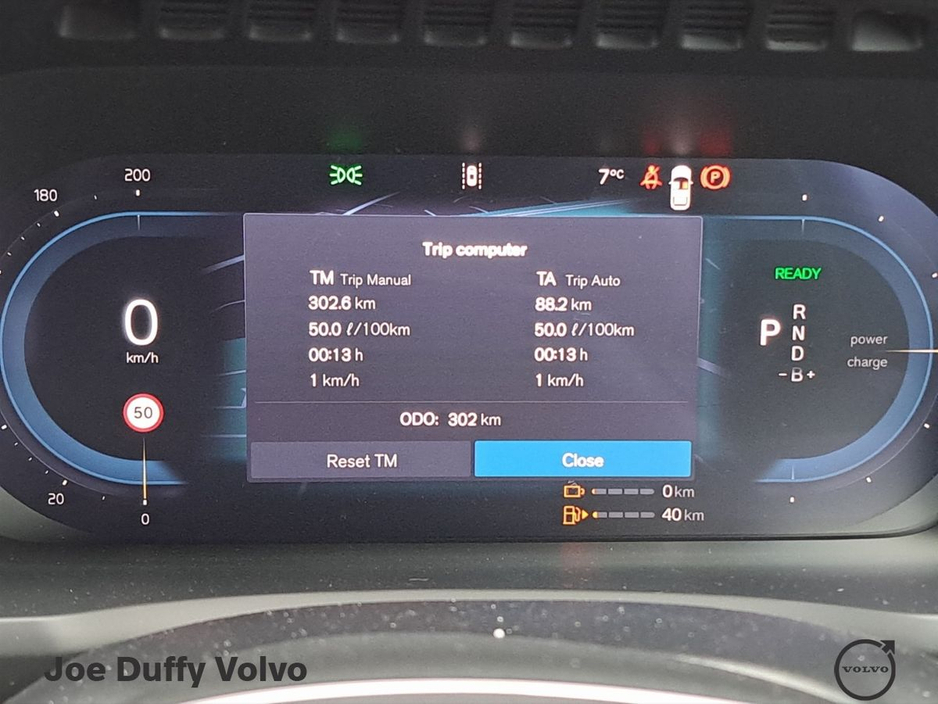 200
180
7°C
P
Trip computer
TM Trip Manual
TA Trip Auto
302.6 km
88.2 km
50.0 ℓ/100km
50.0 ℓ/100km
00:13 h
00:13 h
1 km/h
1 km/h
ODO: 302 km
Reset TM
Close
0
km/h
50
20
0
READY
P
R
N
D
-B+
power
charge
0 km
40 km
Joe Duffy Volvo
VOLVO